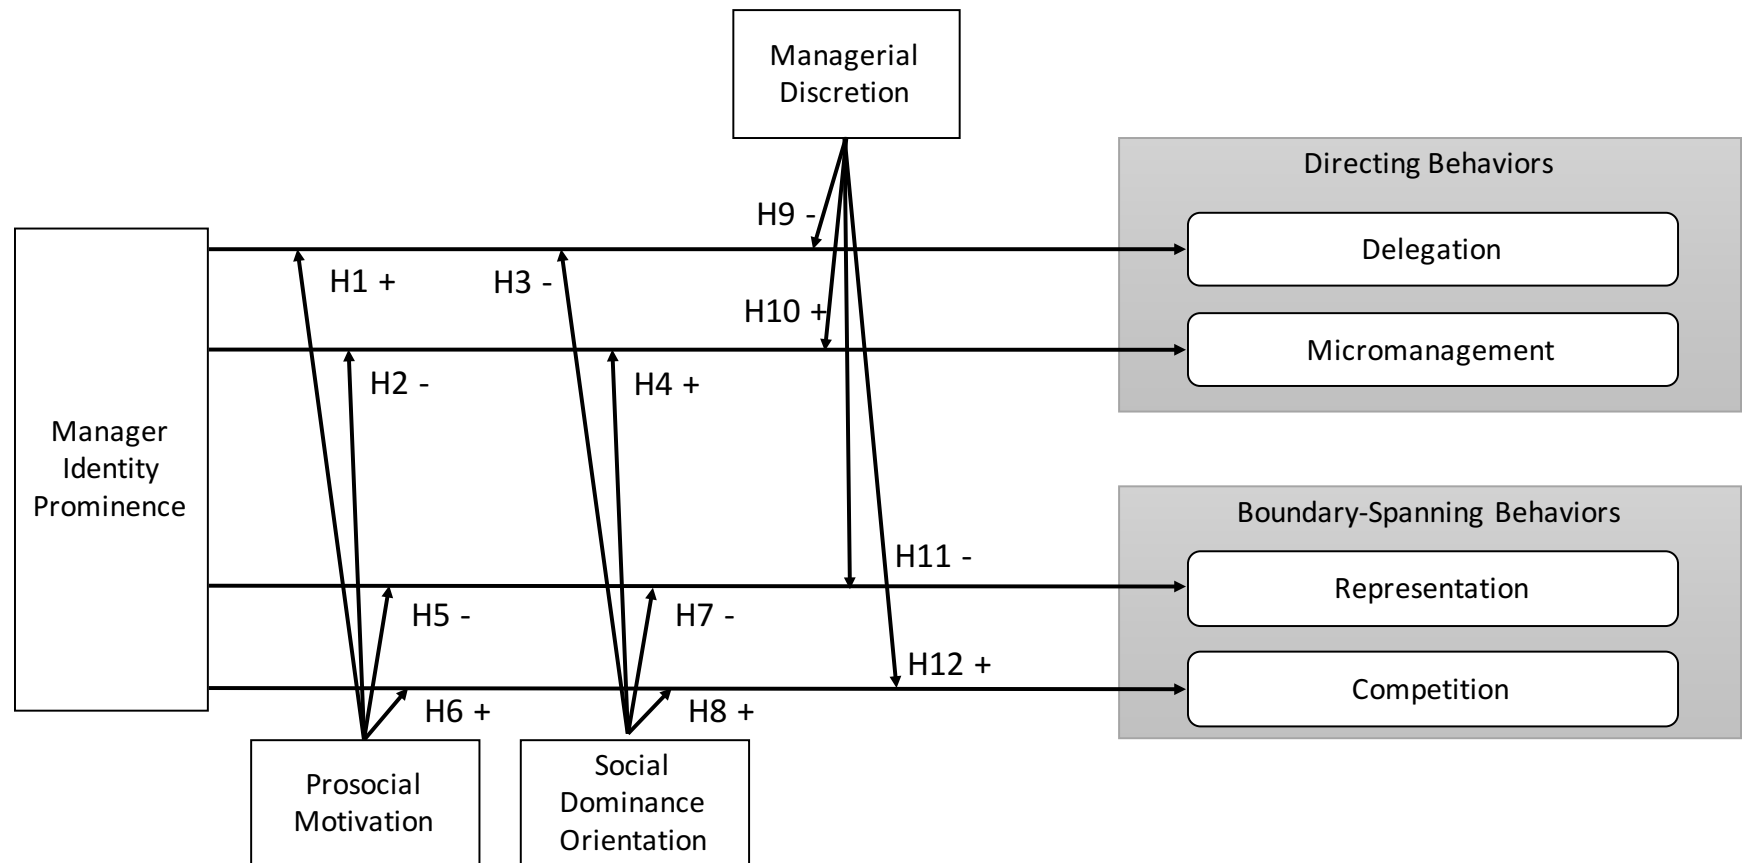 Managerial
Discretion
Directing Behaviors
H9 -
Delegation
H1 +
H3 -
H10 +
Micromanagement
H2 -
H4 +
Manager
Identity
Prominence
Boundary-Spanning Behaviors
H11 -
Representation
H5 -
H7 -
H12 +
Competition
H6 +
H8 +
Prosocial
Motivation
Social
Dominance
Orientation